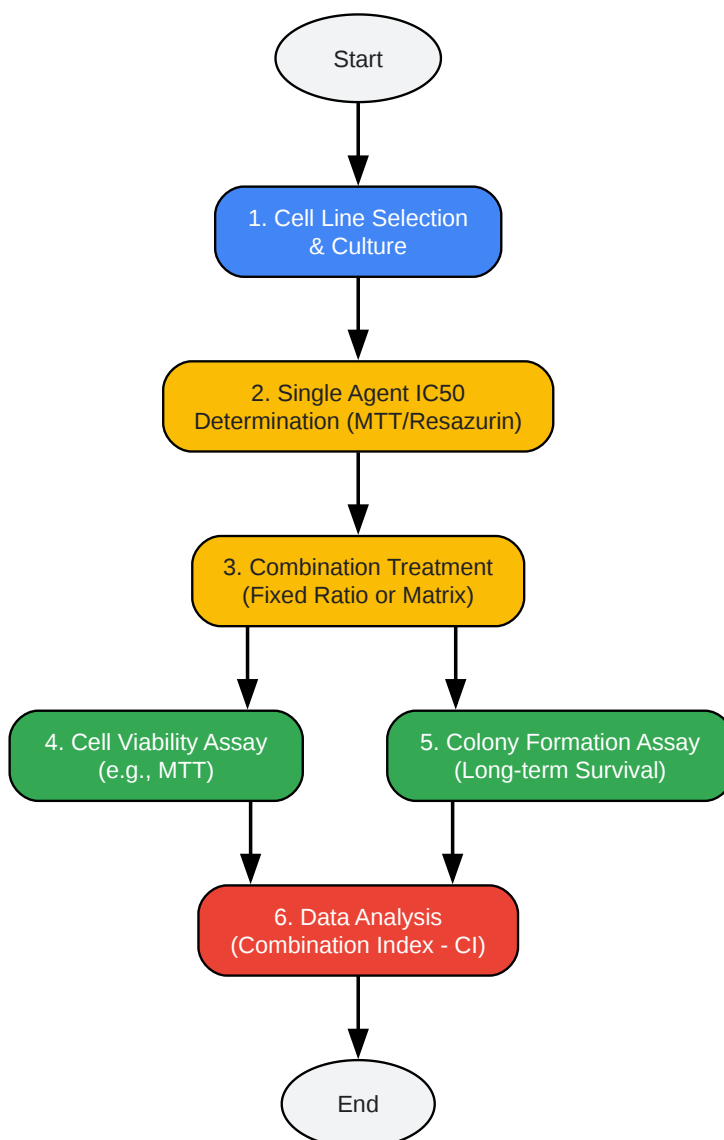 Start
1. Cell Line Selection
& Culture
2. Single Agent IC50
Determination (MTT/Resazurin)
3. Combination Treatment
(Fixed Ratio or Matrix)
4. Cell Viability Assay
(e.g., MTT)
5. Colony Formation Assay
(Long-term Survival)
6. Data Analysis
(Combination Index - CI)
End